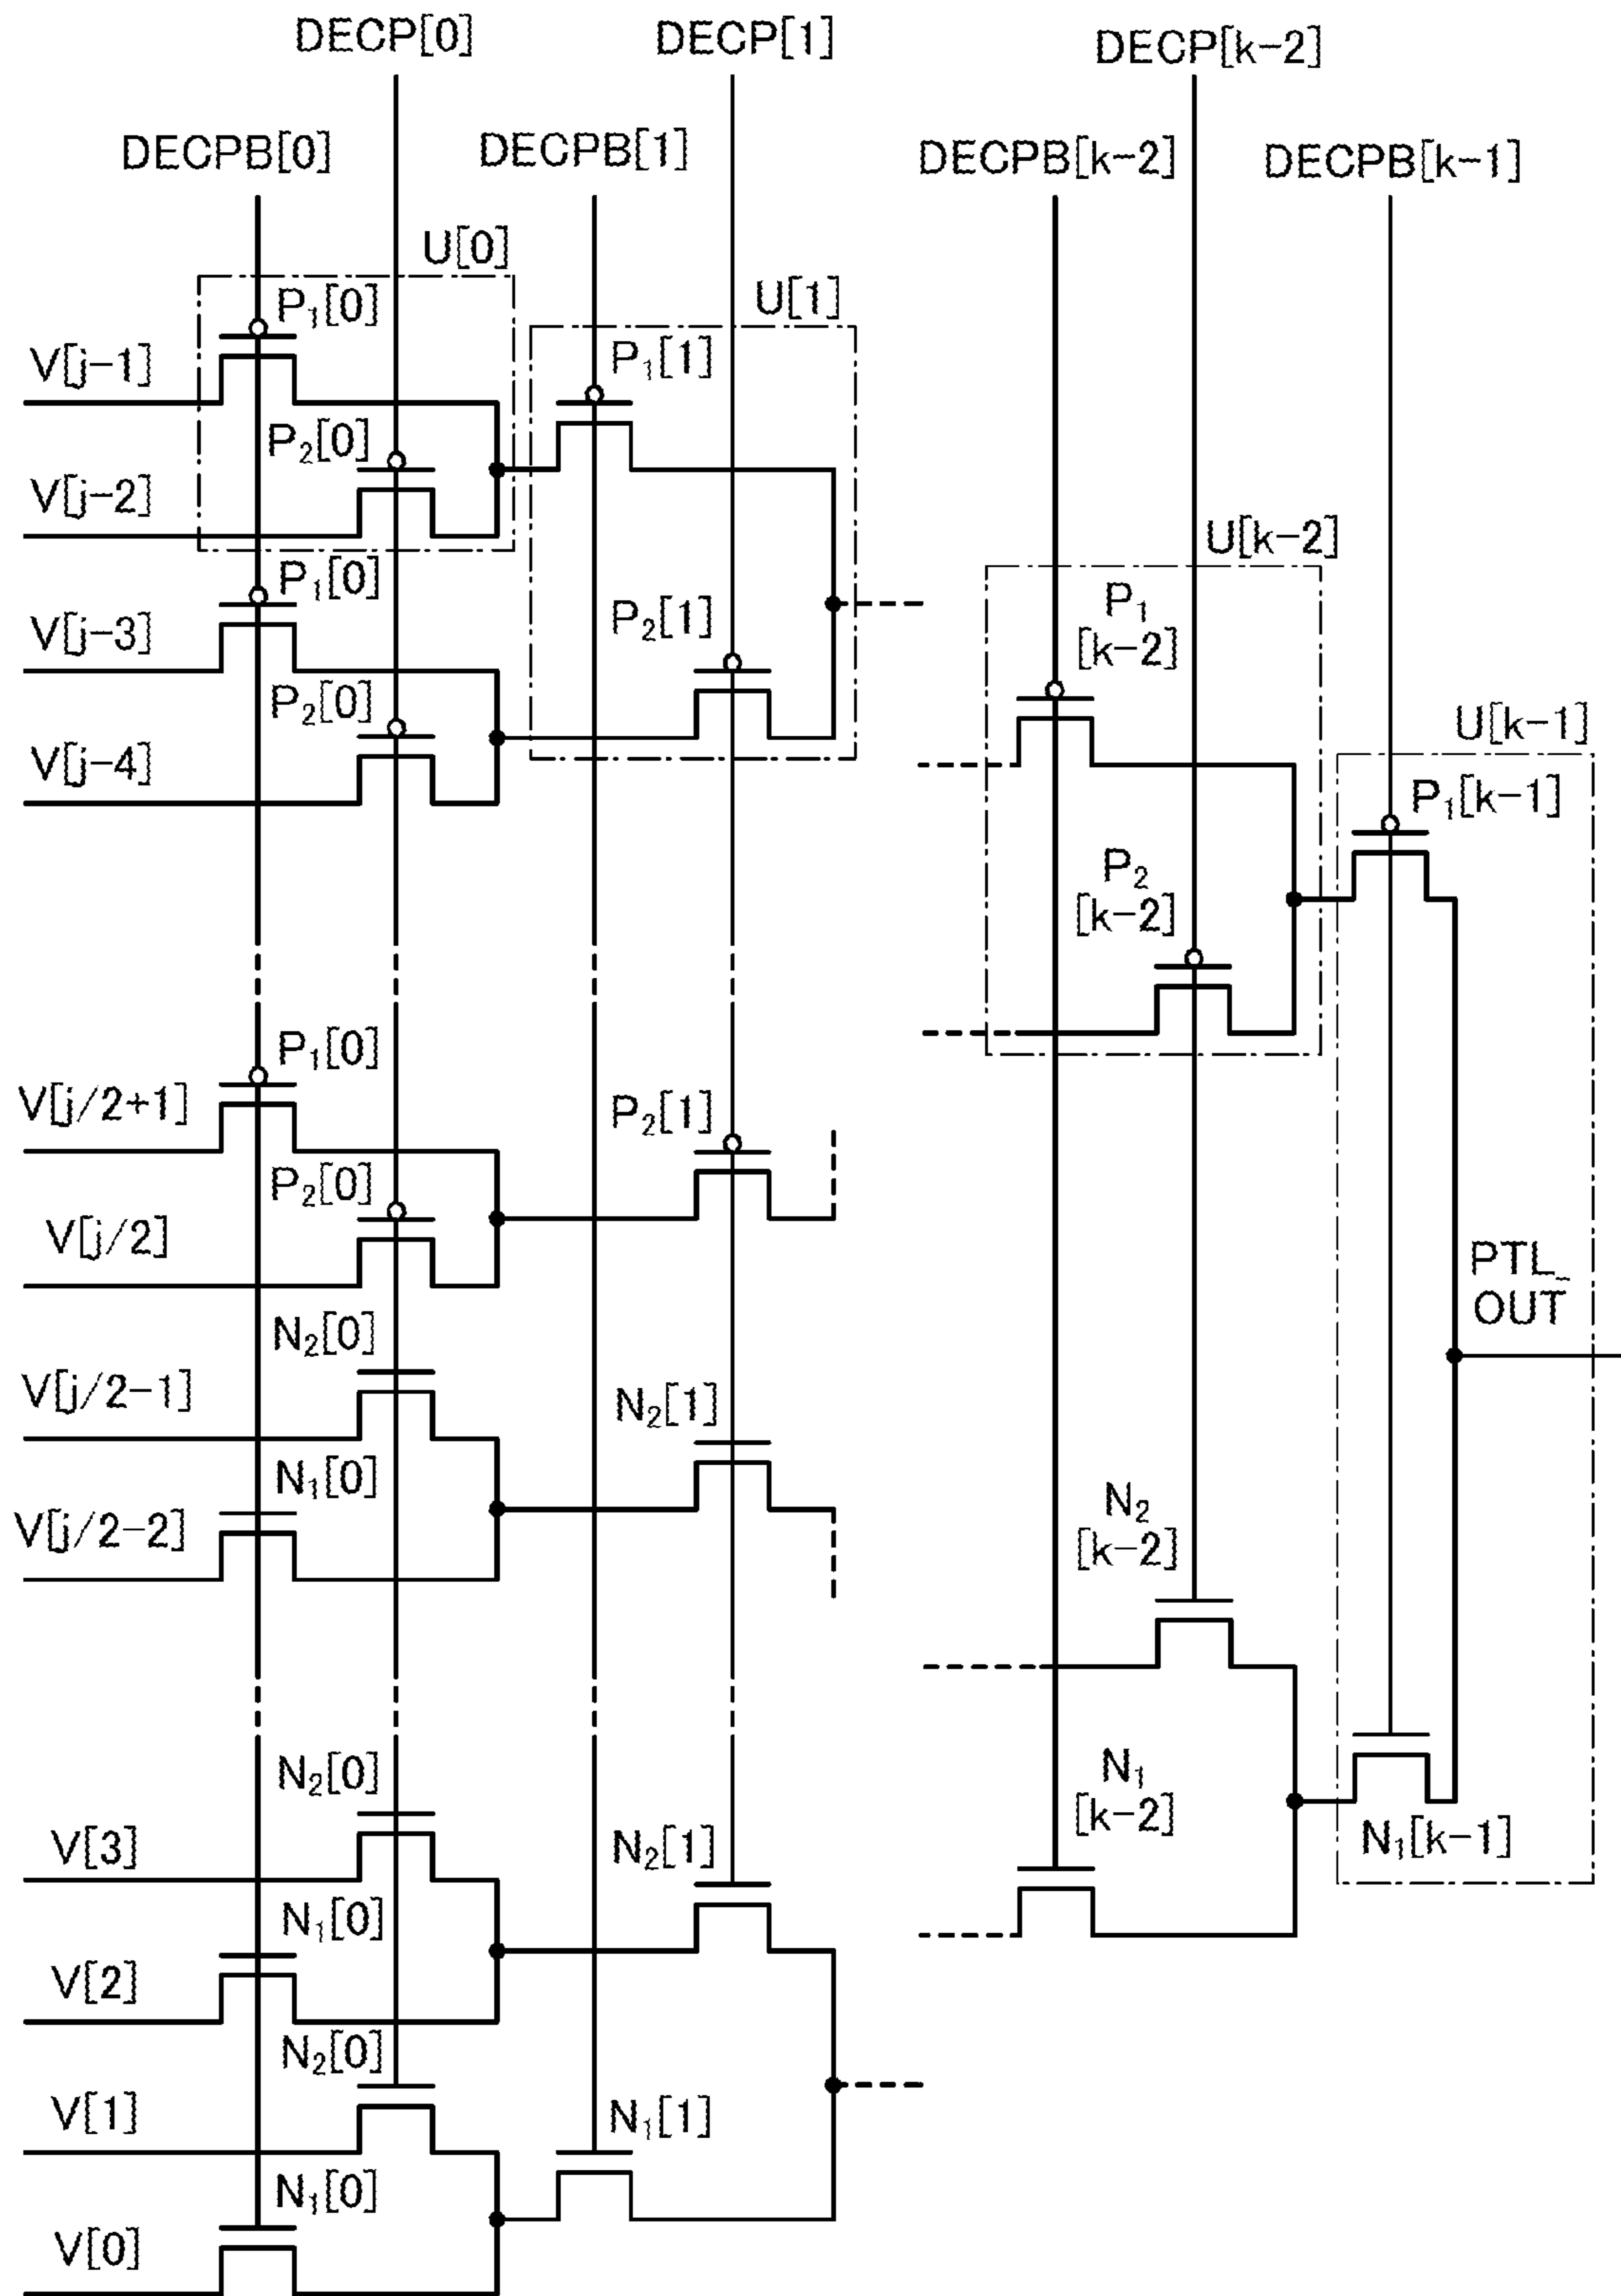 DECP[0]
DECP[1]
DECP[k-2]
DECPB[0]
DECPB[1]
DECPB[k-2]
DECPB[k-1]
U[0]
U[1]
P₁[0]
V[j-1]
P₁[1]
P₂[0]
V[j-2]
U[k-2]
P₁[0]
P₁
[k-2]
V[j-3]
P₂[1]
P₂[0]
U[k-1]
V[j-4]
P₁[k-1]
P₂
[k-2]
P₁[0]
V[j/2+1]
P₂[1]
P₂[0]
V[j/2]
PTL_
OUT
N₂[0]
V[j/2-1]
N₂[1]
N₁[0]
V[j/2-2]
N₂
[k-2]
N₂[0]
N₁
[k-2]
V[3]
N₂[1]
N₁[k-1]
N₁[0]
V[2]
N₂[0]
V[1]
N₁[1]
N₁[0]
V[0]